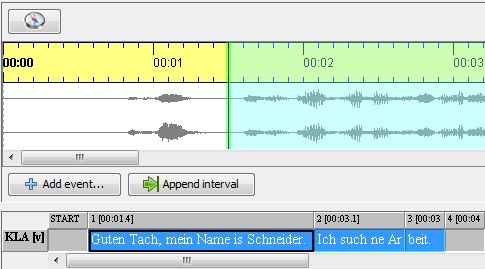 00:00 00:01 00:02 00:03
Add event... Append interval
START 1 [00:01.4] 2 [00:03.1] 3 [00:03 4 [00:04
KLA [v] Guten Tach, mein Name is Schneider. Ich such ne Ar beit.